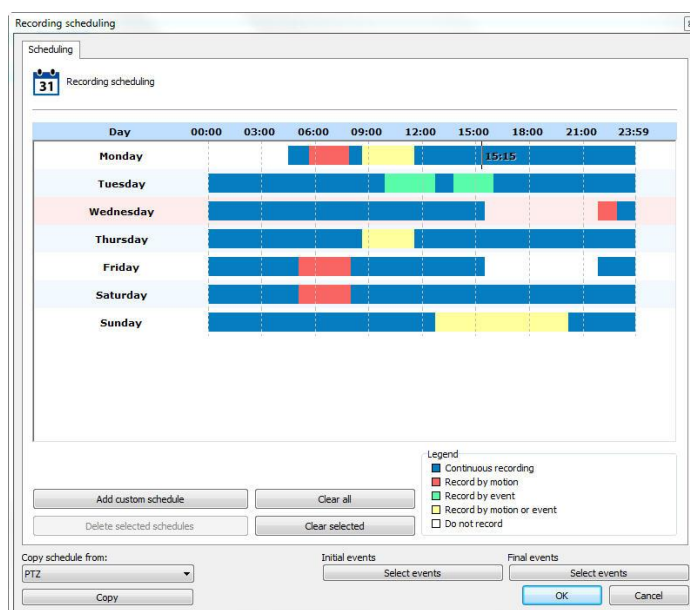 Recording scheduling
Scheduling
31
Recording scheduling
Day 00:00 03:00 06:00 09:00 12:00 15:00 18:00 21:00 23:59
Monday 15:15
Tuesday
Wednesday
Thursday
Friday
Saturday
Sunday
Legend
Continuous recording
Record by motion
Record by event
Record by motion or event
Do not record
Add custom schedule Clear all
Delete selected schedules Clear selected
Copy schedule from: Initial events Final events
PTZ Select events Select events
Copy OK Cancel